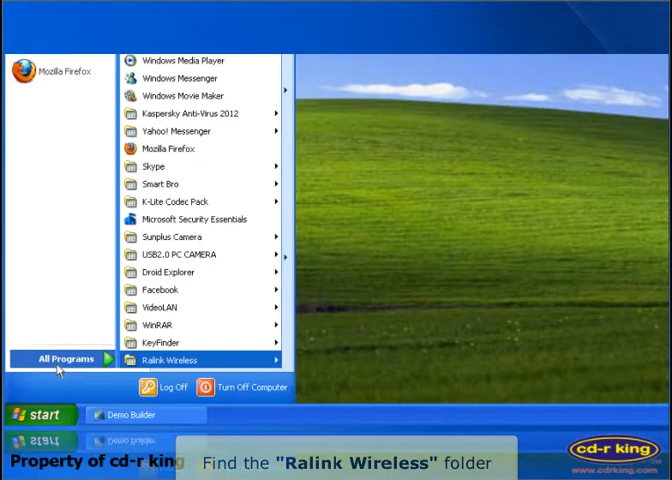 Mozilla Firefox
Windows Media Player
Windows Messenger
Windows Movie Maker
Kaspersky Anti-Virus 2012
Yahoo! Messenger
Mozilla Firefox
Skype
Smart Bro
K-Lite Codec Pack
Microsoft Security Essentials
Sunplus Camera
USB2.0 PC CAMERA
Droid Explorer
Facebook
VideoLAN
WinRAR
KeyFinder
Ralink Wireless
All Programs
Log Off
Turn Off Computer
start
Demo Builder
Property of cd-r king
Find the "Ralink Wireless" folder
cd-r king
www.cdrking.com